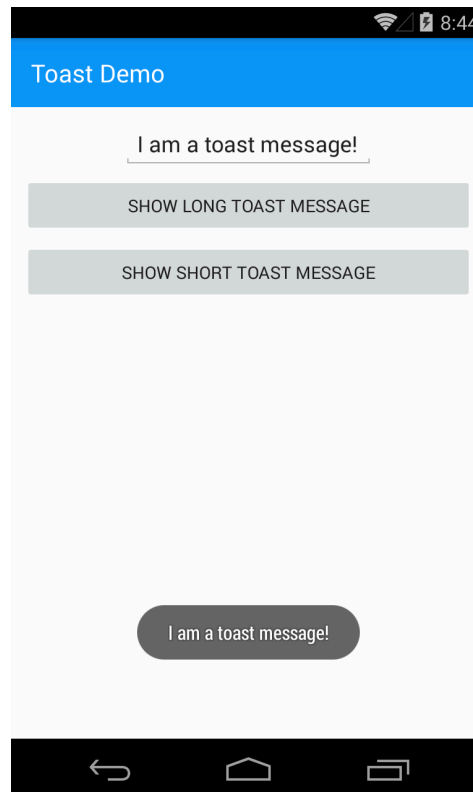 8:44
Toast Demo
I am a toast message!
SHOW LONG TOAST MESSAGE
SHOW SHORT TOAST MESSAGE
I am a toast message!